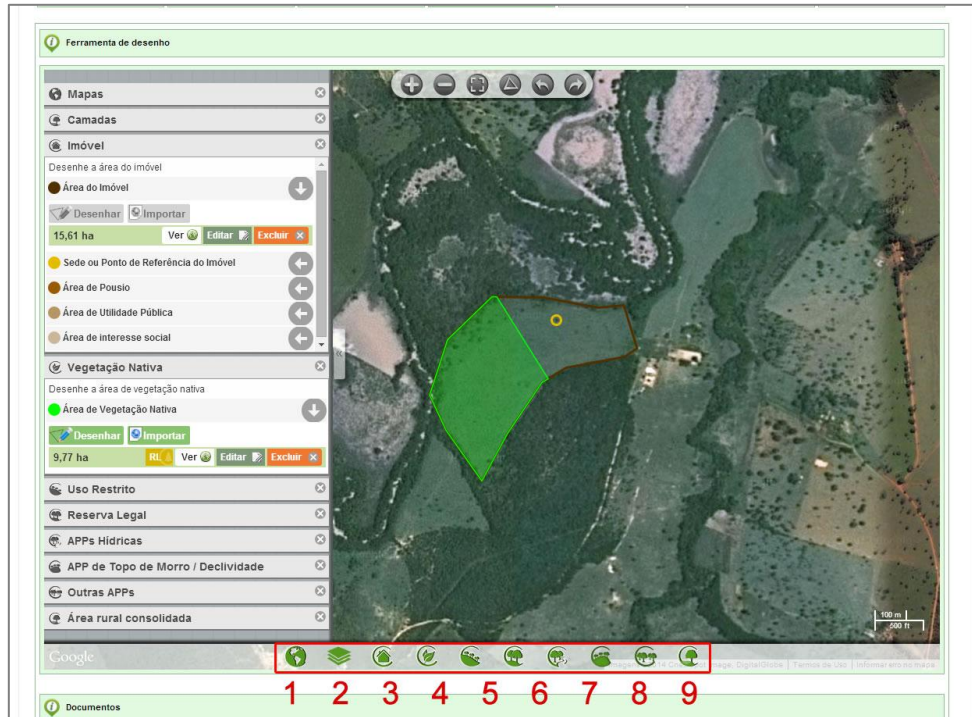 Ferramenta de desenho
Mapas
Camadas
Imóvel
Desenhe a área do imóvel
Área do Imóvel
Desenhar Importar
15,61 ha Ver Editar Excluir
Sede ou Ponto de Referência do Imóvel
Área de Pousio
Área de Utilidade Pública
Área de interesse social
Vegetação Nativa
Desenhe a área de vegetação nativa
Área de Vegetação Nativa
Desenhar Importar
9,77 ha RL Ver Editar Excluir
Uso Restrito
Reserva Legal
APPs Hídricas
APP de Topo de Morro / Declividade
Outras APPs
Área rural consolidada
100 m
500 ft
Google
Image, DigitalGlobe | Termos de Uso | Informar erro no mapa
1 2 3 4 5 6 7 8 9
Documentos